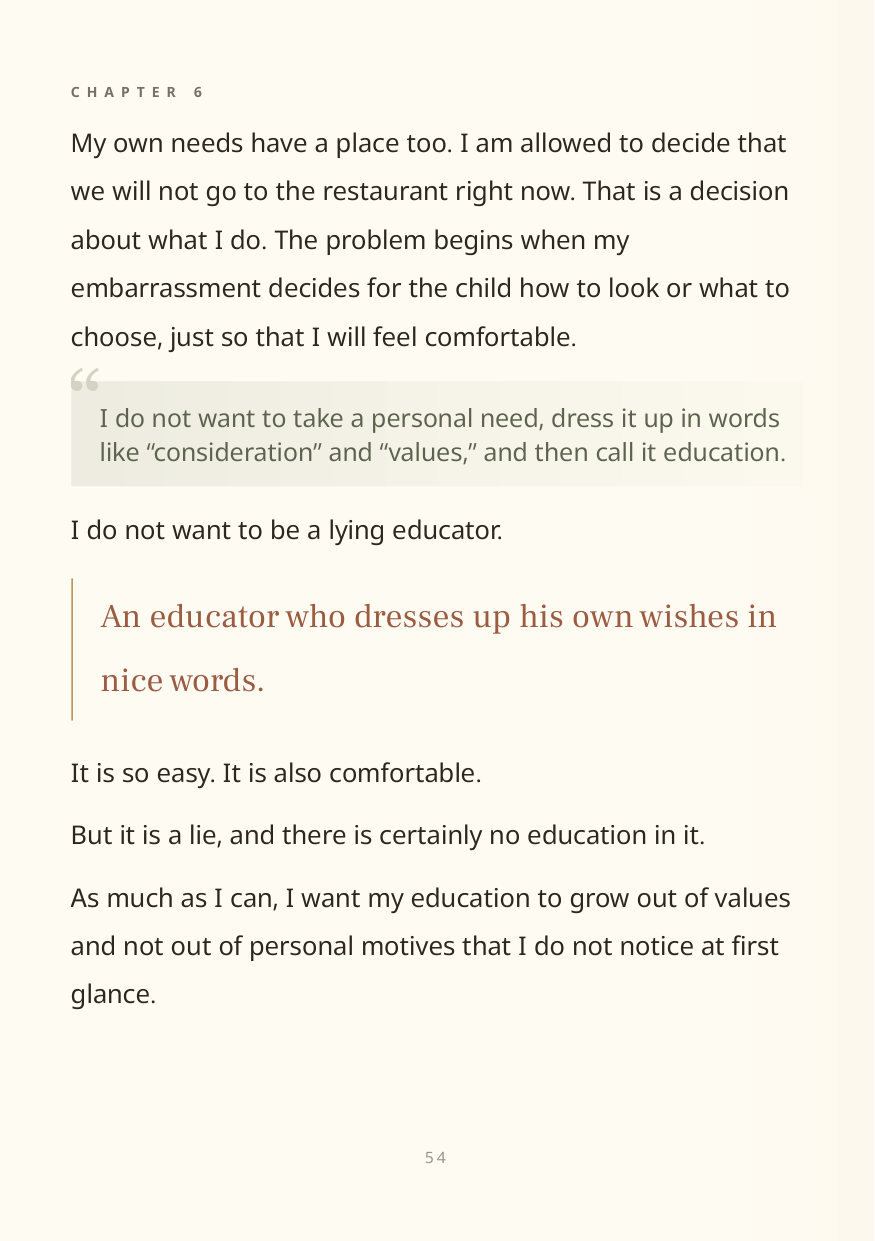 CHAPTER 6
My own needs have a place too. I am allowed to decide that
we will not go to the restaurant right now. That is a decision
about what I do. The problem begins when my
embarrassment decides for the child how to look or what to
choose, just so that I will feel comfortable.
“
I do not want to take a personal need, dress it up in words
like “consideration” and “values,” and then call it education.
I do not want to be a lying educator.
An educator who dresses up his own wishes in
nice words.
It is so easy. It is also comfortable.
But it is a lie, and there is certainly no education in it.
As much as I can, I want my education to grow out of values
and not out of personal motives that I do not notice at first
glance.
54